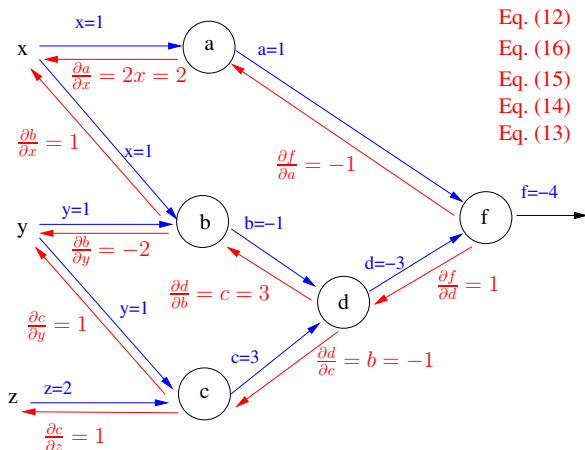 x=1
Eq. (12)
x
a
a=1
Eq. (16)
∂a/∂x = 2x = 2
Eq. (15)
Eq. (14)
∂b/∂x = 1
x=1
∂f/∂a = −1
Eq. (13)
f=−4
y=1
b
b=−1
f
y
∂b/∂y = −2
d=−3
∂d/∂b = c = 3
∂f/∂d = 1
∂c/∂y = 1
y=1
d
c=3
∂d/∂c = b = −1
z
z=2
c
∂c/∂z = 1